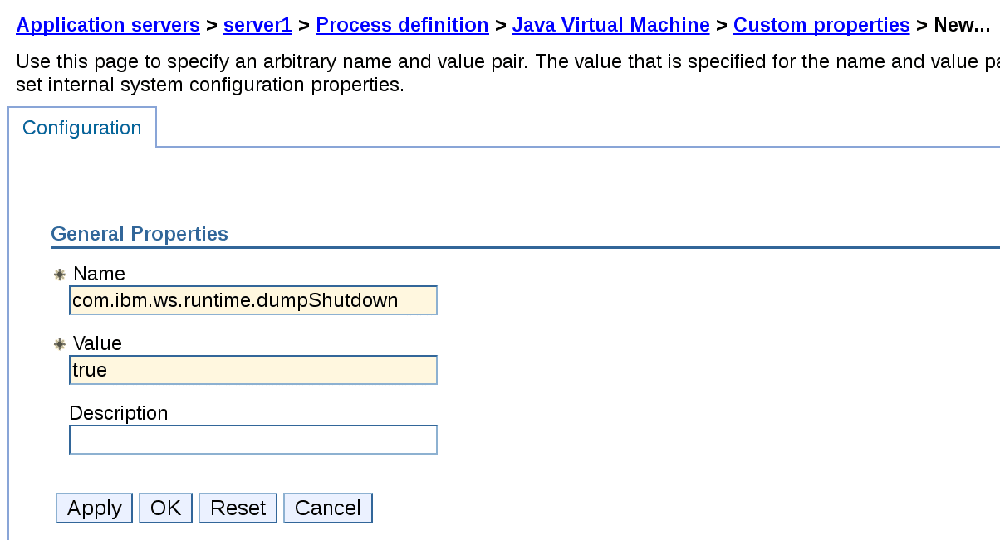 Application servers > server1 > Process definition > Java Virtual Machine > Custom properties > New...
Use this page to specify an arbitrary name and value pair. The value that is specified for the name and value
set internal system configuration properties.
Configuration
General Properties
Name
com.ibm.ws.runtime.dumpShutdown
Value
true
Description
Apply OK Reset Cancel